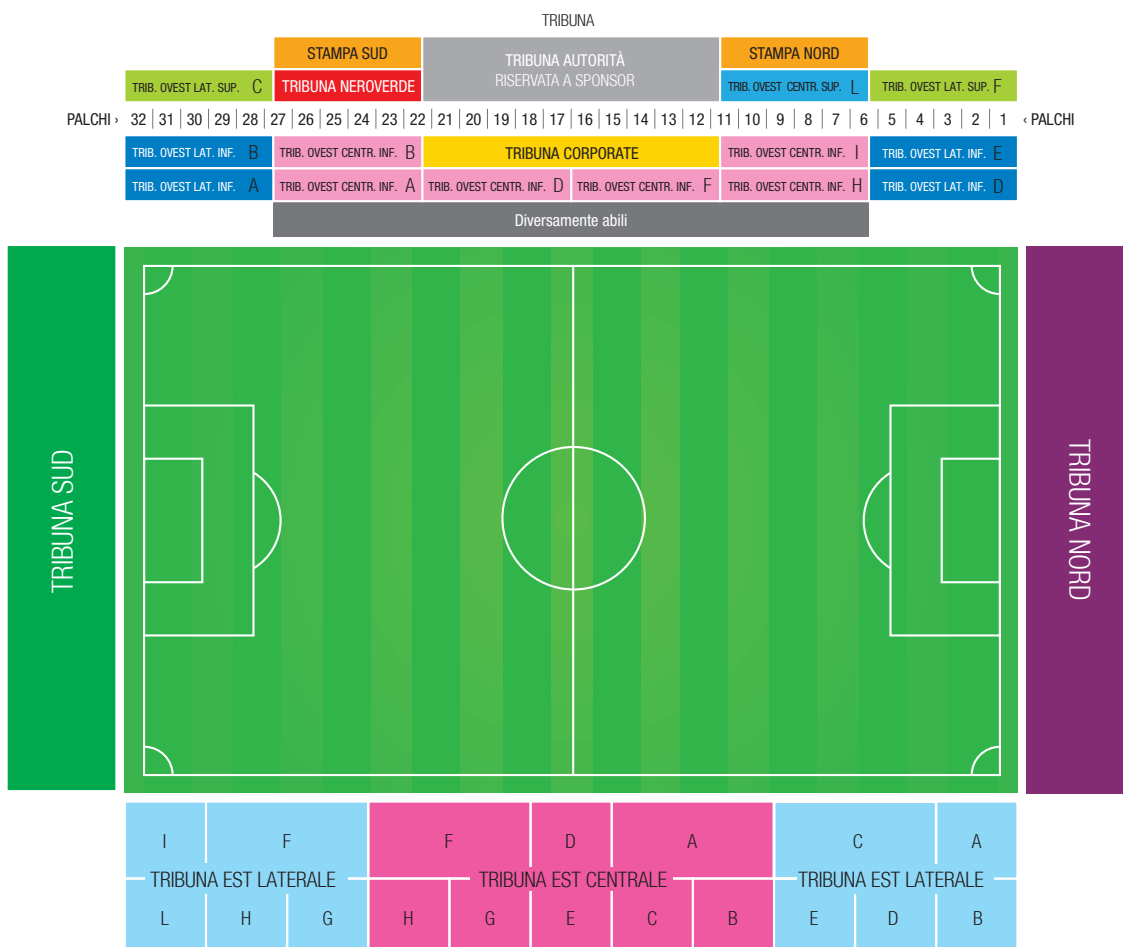 TRIBUNA
STAMPA SUD
TRIBUNA AUTORITÀ
RISERVATA A SPONSOR
STAMPA NORD
TRIB. OVEST LAT. SUP. C
TRIBUNA NEROVERDE
TRIB. OVEST CENTR. SUP. L
TRIB. OVEST LAT. SUP. F
PALCHI › 32 | 31 | 30 | 29 | 28 | 27 | 26 | 25 | 24 | 23 | 22 | 21 | 20 | 19 | 18 | 17 | 16 | 15 | 14 | 13 | 12 | 11 | 10 | 9 | 8 | 7 | 6 | 5 | 4 | 3 | 2 | 1 ‹ PALCHI
TRIB. OVEST LAT. INF. B
TRIB. OVEST CENTR. INF. B
TRIBUNA CORPORATE
TRIB. OVEST CENTR. INF. I
TRIB. OVEST LAT. INF. E
TRIB. OVEST LAT. INF. A
TRIB. OVEST CENTR. INF. A
TRIB. OVEST CENTR. INF. D
TRIB. OVEST CENTR. INF. F
TRIB. OVEST CENTR. INF. H
TRIB. OVEST LAT. INF. D
Diversamente abili
TRIBUNA SUD
TRIBUNA NORD
I F F D A C A
TRIBUNA EST LATERALE
TRIBUNA EST CENTRALE
TRIBUNA EST LATERALE
L H G H G E C B E D B